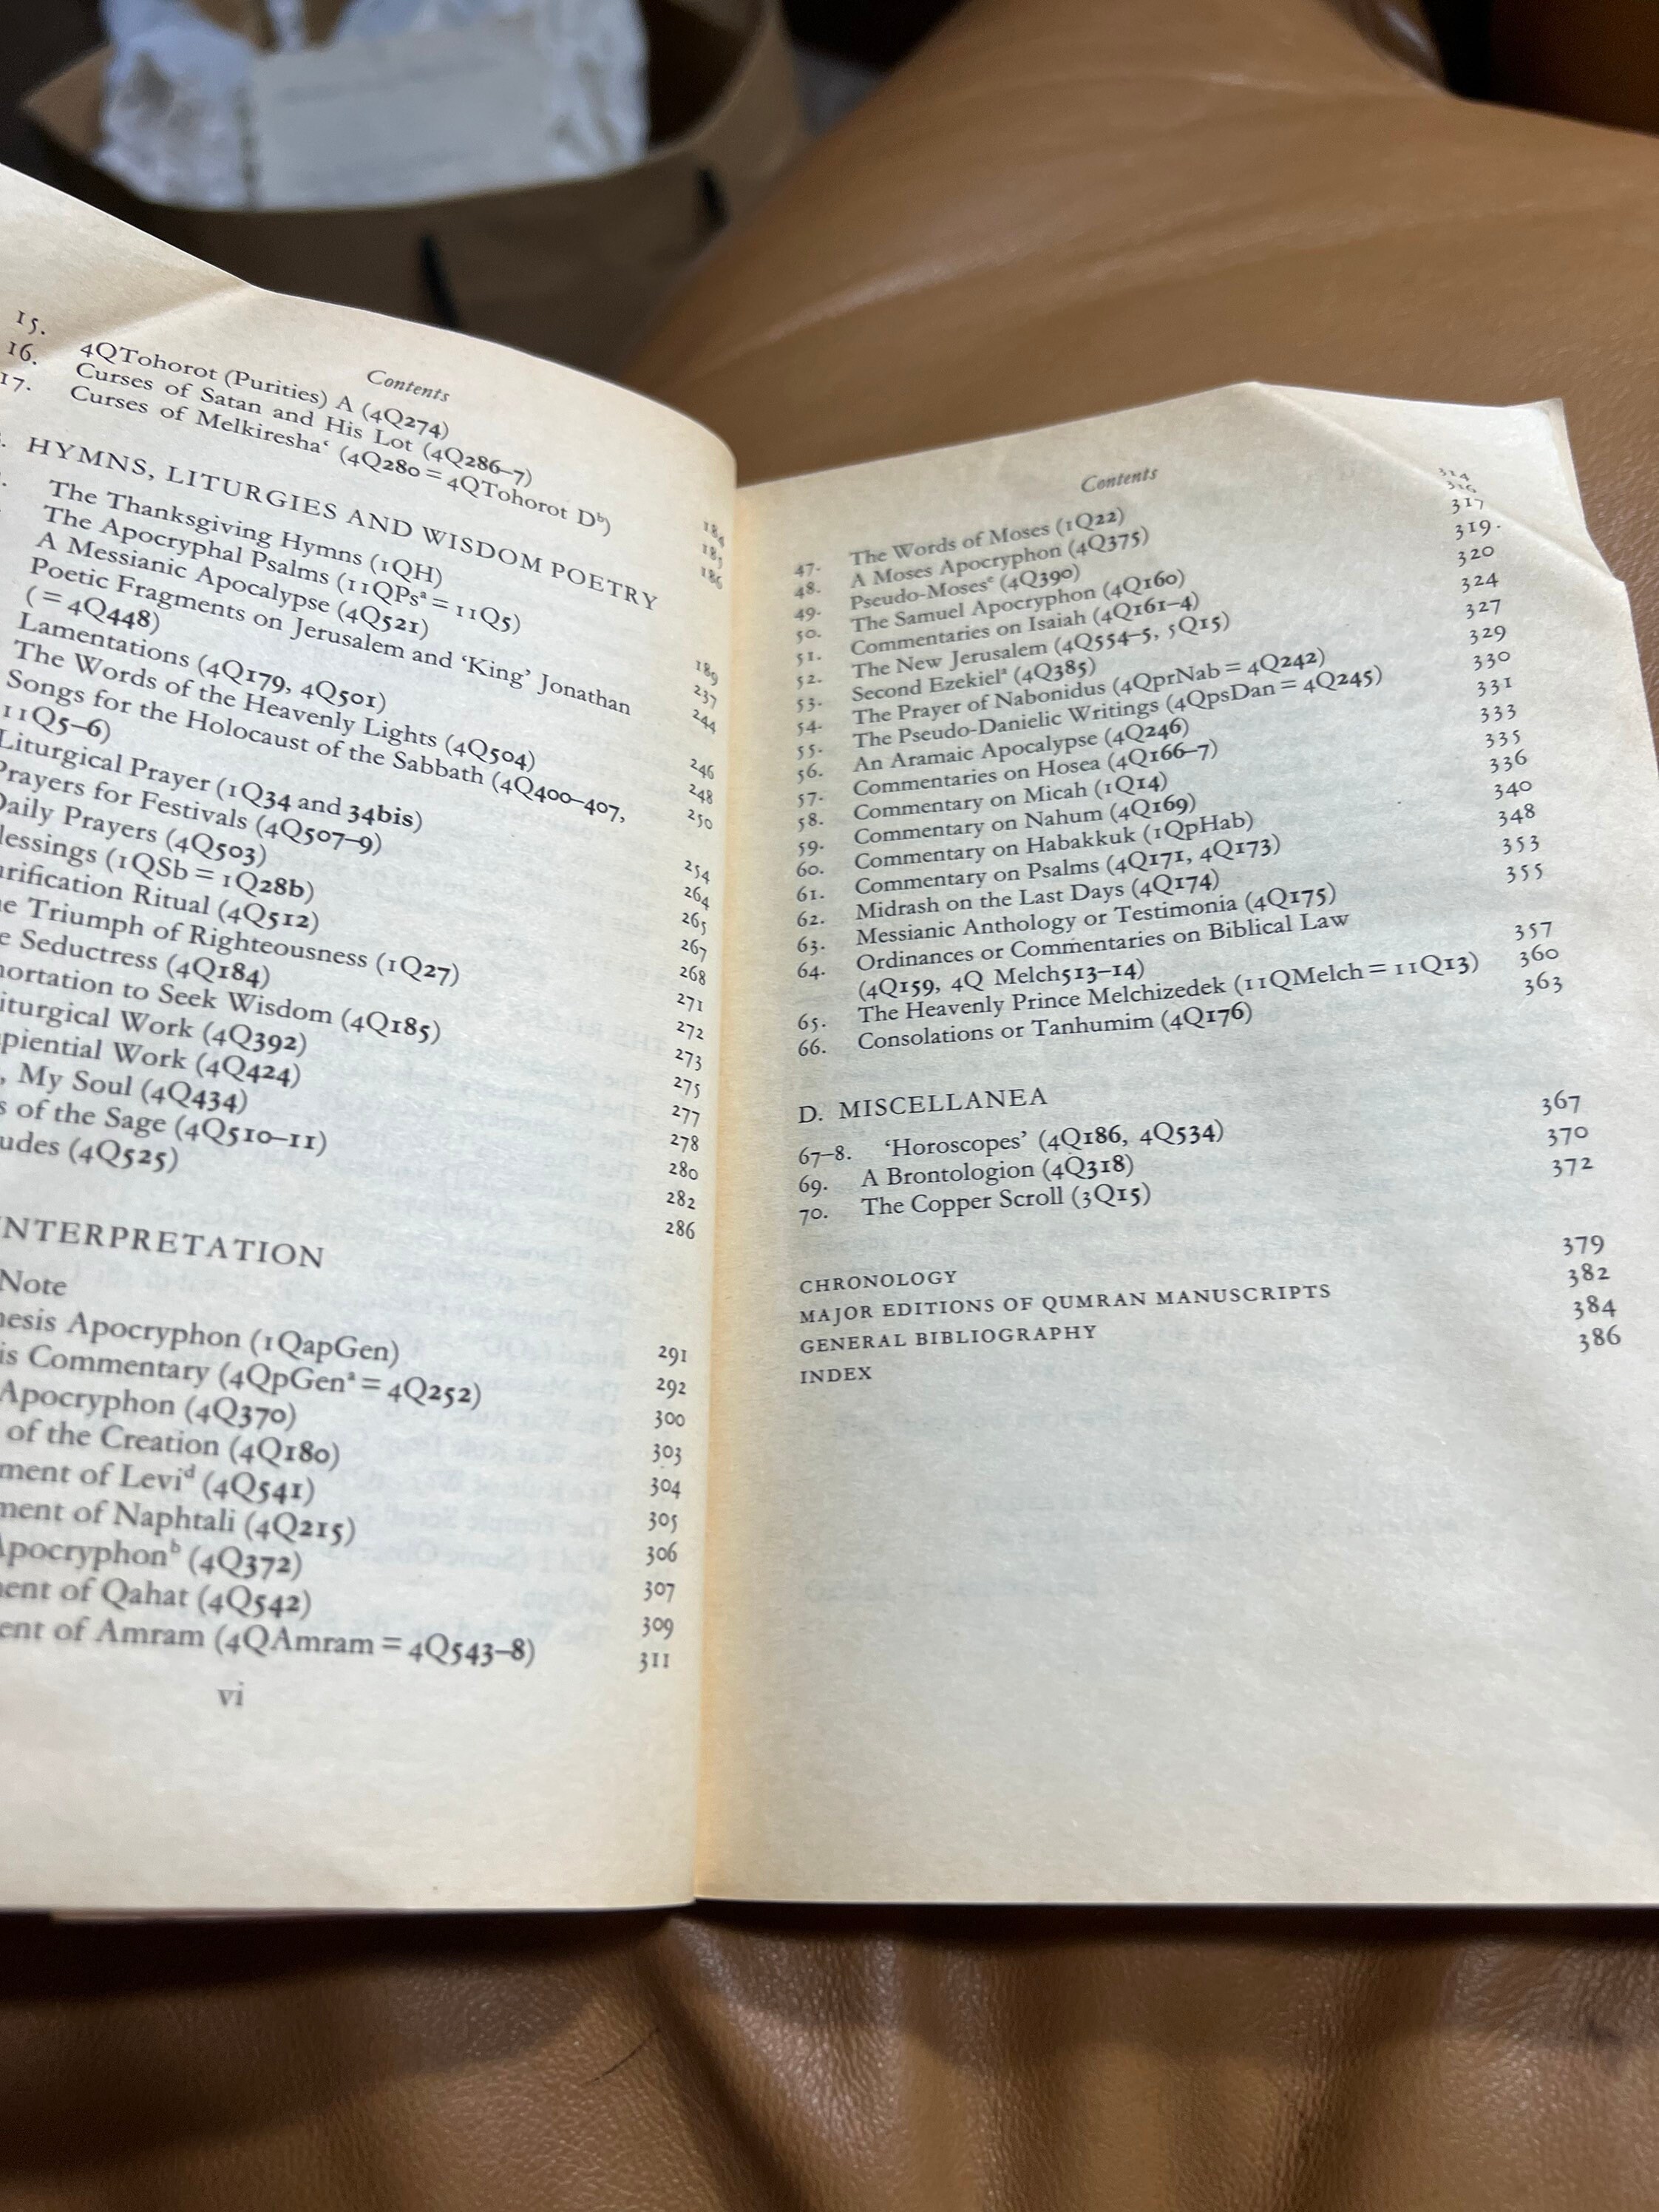 Contents
15. 4QTohorot (Purities) A (4Q274) 184
16. Curses of Satan and His Lot (4Q286–7) 185
17. Curses of Melkiresha‘ (4Q280 = 4QTohorot Dᵇ) 186
HYMNS, LITURGIES AND WISDOM POETRY
The Thanksgiving Hymns (1QH) 189
The Apocryphal Psalms (11QPsᵃ = 11Q5) 237
A Messianic Apocalypse (4Q521) 244
Poetic Fragments on Jerusalem and ‘King’ Jonathan
(= 4Q448) 246
Lamentations (4Q179, 4Q501) 248
The Words of the Heavenly Lights (4Q504) 250
Songs for the Holocaust of the Sabbath (4Q400–407,
11Q5–6) 254
Liturgical Prayer (1Q34 and 34bis) 264
Prayers for Festivals (4Q507–9) 265
Daily Prayers (4Q503) 267
lessings (1QSb = 1Q28b) 268
urification Ritual (4Q512) 271
e Triumph of Righteousness (1Q27) 272
e Seductress (4Q184) 273
hortation to Seek Wisdom (4Q185) 275
iturgical Work (4Q392) 277
piential Work (4Q424) 278
, My Soul (4Q434) 280
s of the Sage (4Q510–11) 282
udes (4Q525) 286
NTERPRETATION
Note 291
nesis Apocryphon (1QapGen) 292
is Commentary (4QpGenᵃ = 4Q252) 300
Apocryphon (4Q370) 303
of the Creation (4Q180) 304
ment of Leviᵈ (4Q541) 305
ment of Naphtali (4Q215) 306
Apocryphonᵇ (4Q372) 307
ent of Qahat (4Q542) 309
ent of Amram (4QAmram = 4Q543–8) 311
vi
Contents
47. The Words of Moses (1Q22) 314
48. A Moses Apocryphon (4Q375) 316
49. Pseudo-Mosesᵉ (4Q390) 317
50. The Samuel Apocryphon (4Q160) 319
51. Commentaries on Isaiah (4Q161–4) 320
52. The New Jerusalem (4Q554–5, 5Q15) 324
53. Second Ezekielᵃ (4Q385) 327
54. The Prayer of Nabonidus (4QprNab = 4Q242) 329
55. The Pseudo-Danielic Writings (4QpsDan = 4Q245) 330
56. An Aramaic Apocalypse (4Q246) 331
57. Commentaries on Hosea (4Q166–7) 333
58. Commentary on Micah (1Q14) 335
59. Commentary on Nahum (4Q169) 336
60. Commentary on Habakkuk (1QpHab) 340
61. Commentary on Psalms (4Q171, 4Q173) 348
62. Midrash on the Last Days (4Q174) 353
63. Messianic Anthology or Testimonia (4Q175) 355
64. Ordinances or Commentaries on Biblical Law
(4Q159, 4Q Melch513–14) 357
65. The Heavenly Prince Melchizedek (11QMelch = 11Q13) 360
66. Consolations or Tanhumim (4Q176) 363
D. MISCELLANEA
67–8. ‘Horoscopes’ (4Q186, 4Q534) 367
69. A Brontologion (4Q318) 370
70. The Copper Scroll (3Q15) 372
CHRONOLOGY 379
MAJOR EDITIONS OF QUMRAN MANUSCRIPTS 382
GENERAL BIBLIOGRAPHY 384
INDEX 386